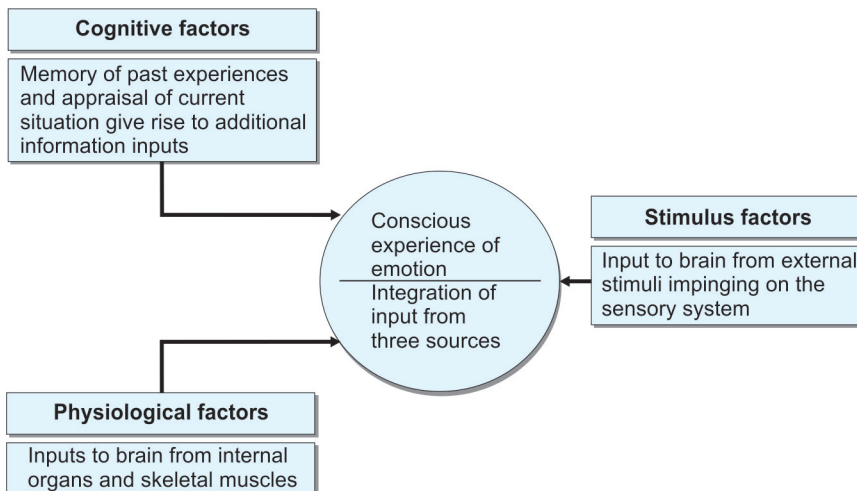 Cognitive factors
Memory of past experiences
and appraisal of current
situation give rise to additional
information inputs
Conscious
experience of
emotion
Integration of
input from
three sources
Stimulus factors
Input to brain from external
stimuli impinging on the
sensory system
Physiological factors
Inputs to brain from internal
organs and skeletal muscles